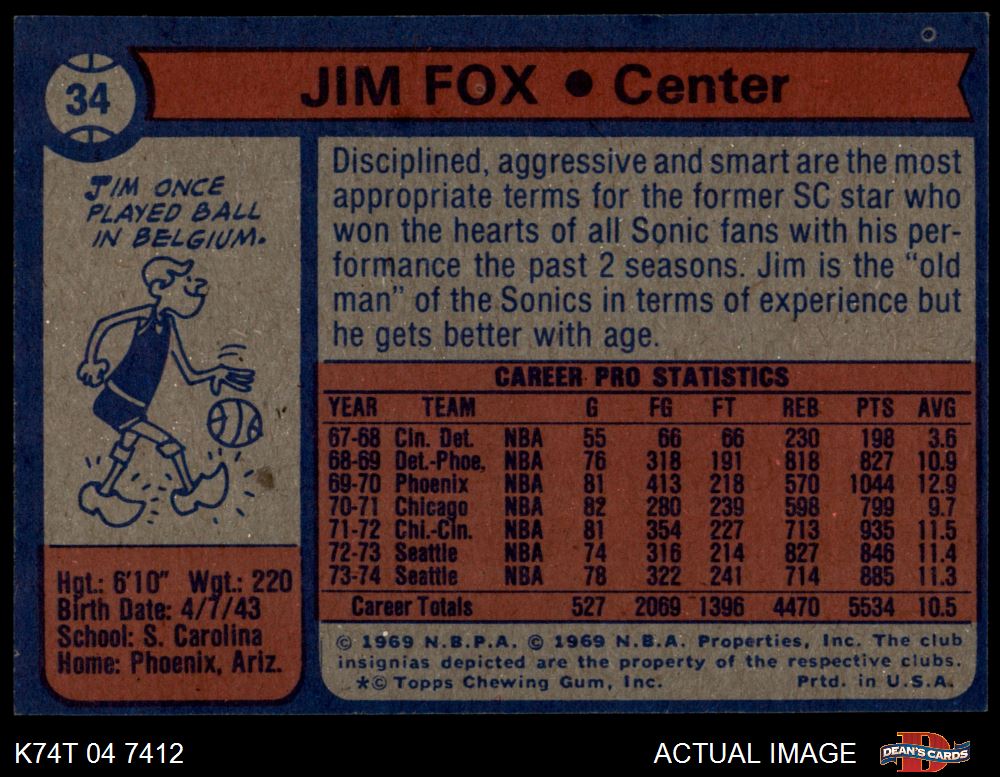 34
JIM FOX • Center
JIM ONCE
PLAYED BALL
IN BELGIUM.
Disciplined, aggressive and smart are the most
appropriate terms for the former SC star who
won the hearts of all Sonic fans with his per-
formance the past 2 seasons. Jim is the "old
man" of the Sonics in terms of experience but
he gets better with age.
Hgt.: 6'10" Wgt.: 220
Birth Date: 4/7/43
School: S. Carolina
Home: Phoenix, Ariz.
CAREER PRO STATISTICS
YEAR TEAM G FG FT REB PTS AVG
67-68 Cin. Det. NBA 55 66 66 230 198 3.6
68-69 Det.-Phoe, NBA 76 318 191 818 827 10.9
69-70 Phoenix NBA 81 413 218 570 1044 12.9
70-71 Chicago NBA 82 280 239 598 799 9.7
71-72 Chi.-Cin. NBA 81 354 227 713 935 11.5
72-73 Seattle NBA 74 316 214 827 846 11.4
73-74 Seattle NBA 78 322 241 714 885 11.3
Career Totals 527 2069 1396 4470 5534 10.5
© 1969 N.B.P.A. © 1969 N.B.A. Properties, Inc. The club
insignias depicted are the property of the respective clubs.
*© Topps Chewing Gum, Inc. Prtd. in U.S.A.
K74T 04 7412
ACTUAL IMAGE
DEAN'S CARDS